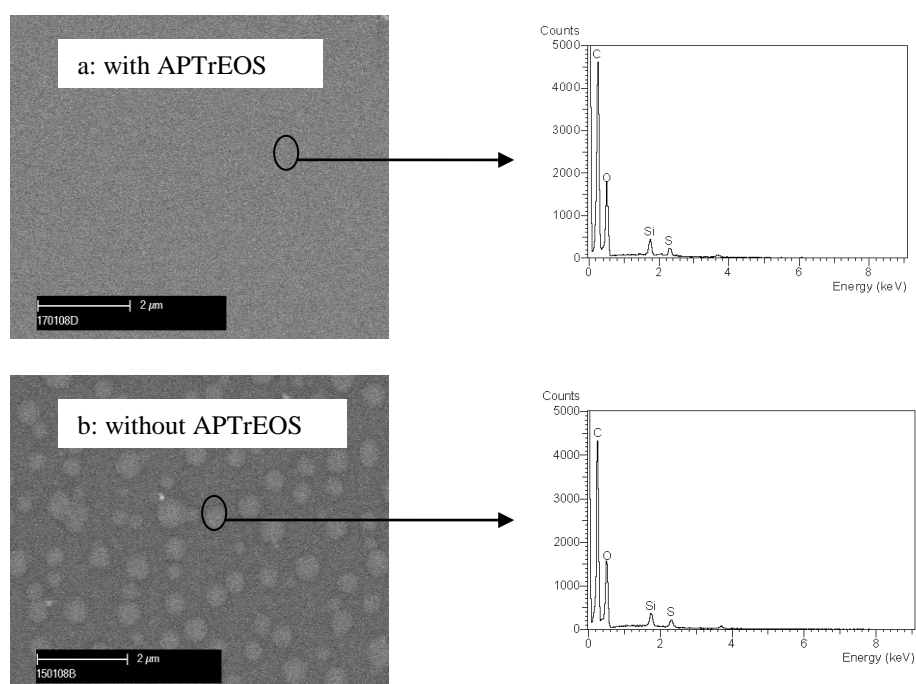 a: with APTrEOS
2 µm
170108D
Counts
5000
4000
3000
2000
1000
0
C
O
Si
S
0 2 4 6 8
Energy (keV)
b: without APTrEOS
2 µm
150108B
Counts
5000
4000
3000
2000
1000
0
C
O
Si
S
0 2 4 6 8
Energy (keV)